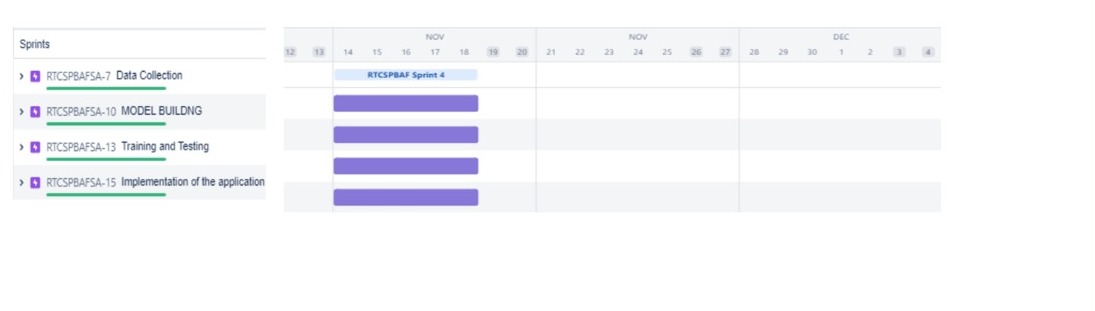 NOV NOV DEC
Sprints
12 13 14 15 16 17 18 19 20 21 22 23 24 25 26 27 28 29 30 1 2 3 4
RTCSPBAFSA-7 Data Collection
RTCSPBAF Sprint 4
RTCSPBAFSA-10 MODEL BUILDNG
RTCSPBAFSA-13 Training and Testing
RTCSPBAFSA-15 Implementation of the application